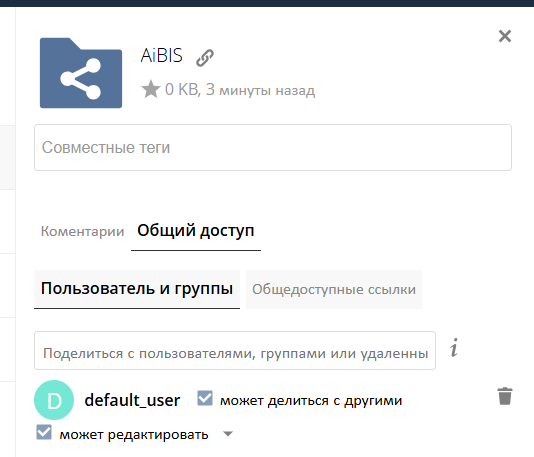 AiBIS
0 KB, 3 минуты назад
Совместные теги
Коментарии Общий доступ
Пользователь и группы Общедоступные ссылки
Поделиться с пользователями, группами или удаленны
D default_user может делиться с другими
может редактировать